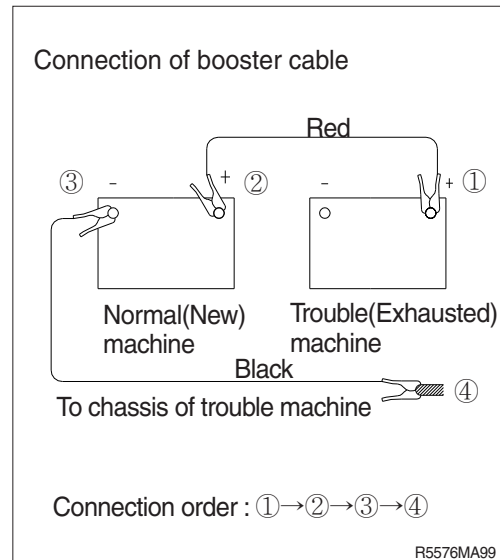 Connection of booster cable
Red
③ - + ② - + ①
Normal(New)
machine
Trouble(Exhausted)
machine
Black
④
To chassis of trouble machine
Connection order : ①→②→③→④
R5576MA99